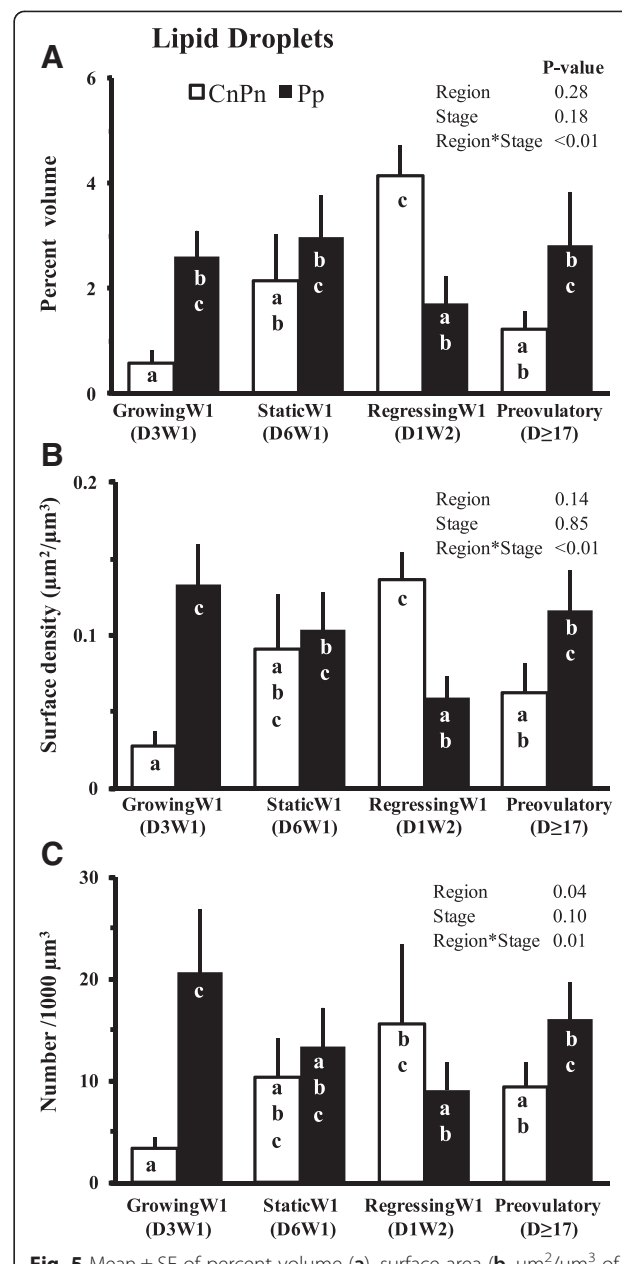 Lipid Droplets
A
P-value
CnPn Pp
Region 0.28
Stage 0.18
Region*Stage <0.01
Percent volume
6
4
2
0
a
b
c
a
b
b
c
c
a
b
a
b
b
c
GrowingW1 StaticW1 RegressingW1 Preovulatory
(D3W1) (D6W1) (D1W2) (D≥17)
B
Region 0.14
Stage 0.85
Region*Stage <0.01
Surface density (µm²/µm³)
0.2
0.1
0
a
c
a
b
c
b
c
c
a
b
a
b
b
c
GrowingW1 StaticW1 RegressingW1 Preovulatory
(D3W1) (D6W1) (D1W2) (D≥17)
C
Region 0.04
Stage 0.10
Region*Stage 0.01
Number /1000 µm³
30
20
10
0
a
c
a
b
c
a
b
c
b
c
a
b
a
b
b
c
GrowingW1 StaticW1 RegressingW1 Preovulatory
(D3W1) (D6W1) (D1W2) (D≥17)
Fig. 5 Mean ± SE of percent volume (a), surface area (b, µm²/µm³ of